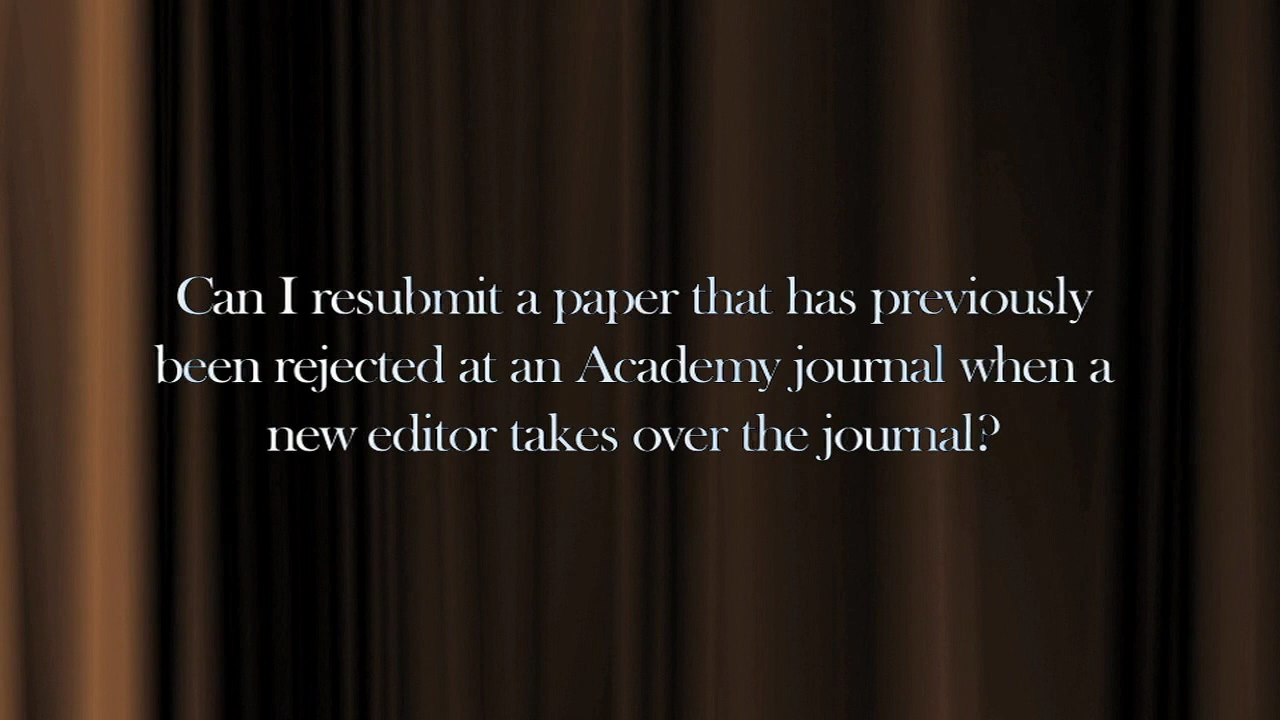 Can I resubmit a paper that has previously
been rejected at an Academy journal when a
new editor takes over the journal?